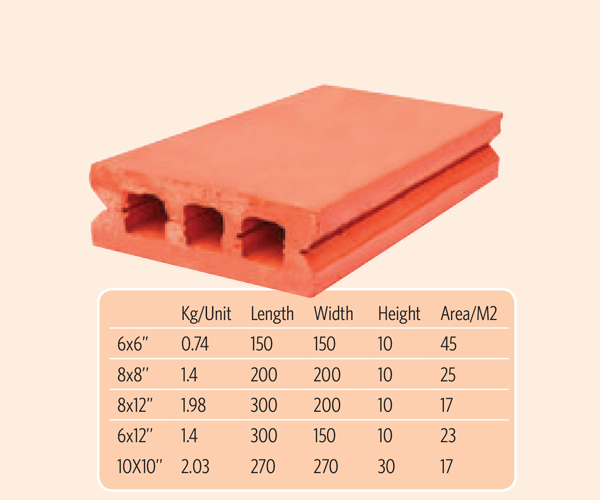 Kg/Unit Length Width Height Area/M2
6x6″ 0.74 150 150 10 45
8x8″ 1.4 200 200 10 25
8x12″ 1.98 300 200 10 17
6x12″ 1.4 300 150 10 23
10X10″ 2.03 270 270 30 17